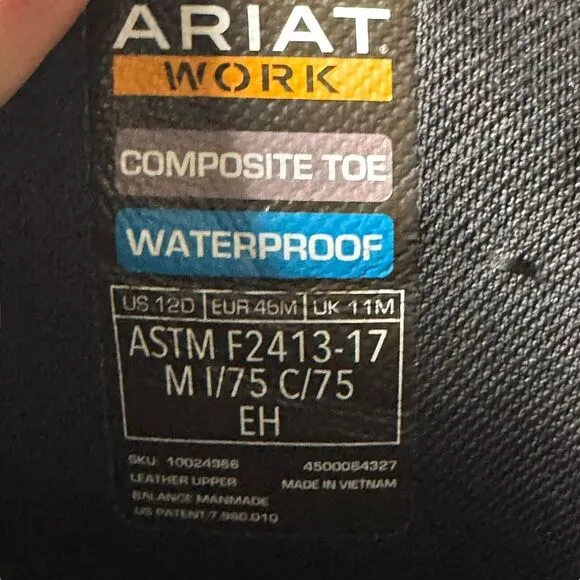 ARIAT
WORK
COMPOSITE TOE
WATERPROOF
US 12D EUR 46M UK 11M
ASTM F2413-17
M I/75 C/75
EH
SKU: 10024966 4500064327
LEATHER UPPER MADE IN VIETNAM
BALANCE MANMADE
US PATENT 7,980,010